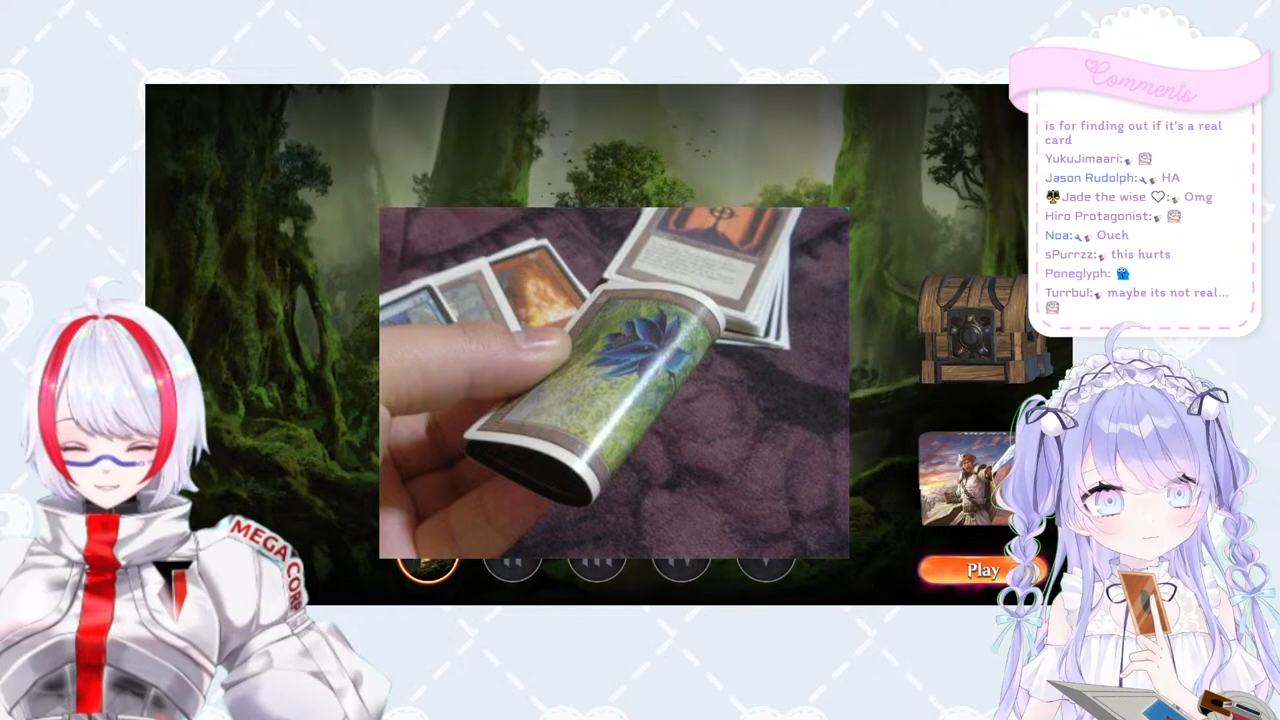 Comments
is for finding out if it's a real
card
YukuJimaari:
Jason Rudolph: HA
Jade the wise ♡: Omg
Hiro Protagonist:
Noa: Ouch
sPurrzz: this hurts
Poneglyph:
Turrbul: maybe its not real...
MEGA CORP
Play